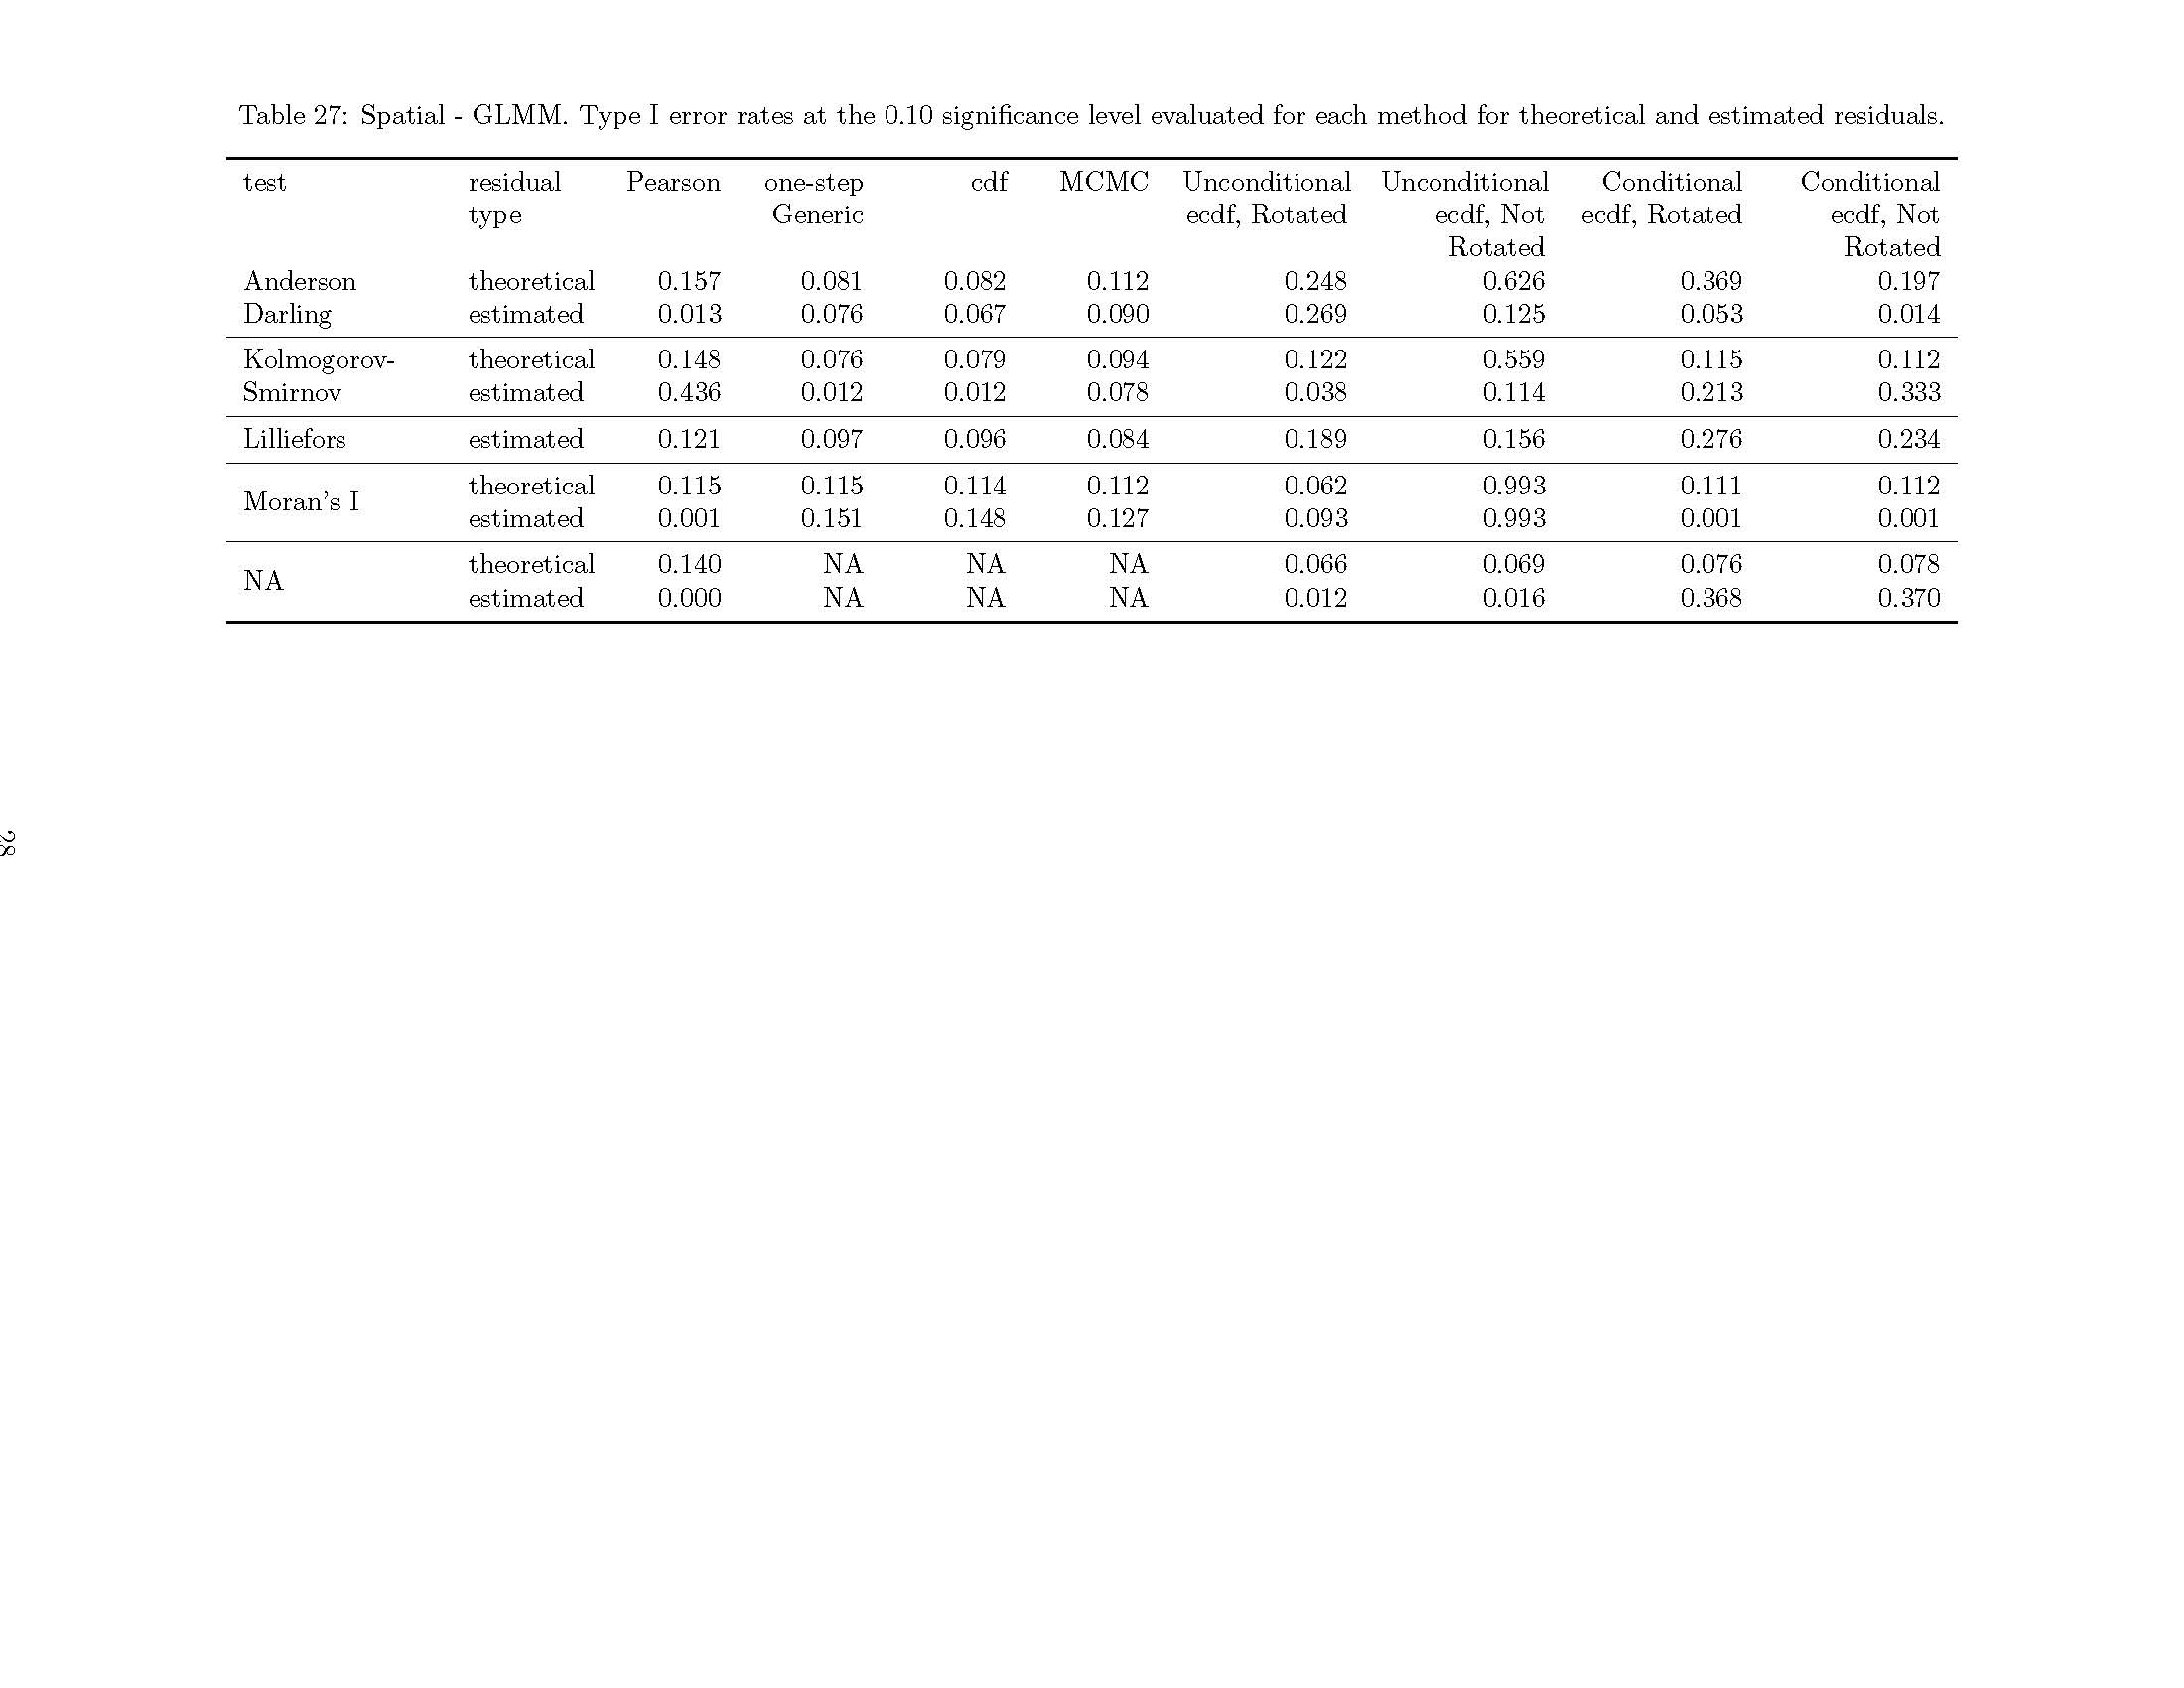 Table 27: Spatial - GLMM. Type I error rates at the 0.10 significance level evaluated for each method for theoretical and estimated residuals.
test residual Pearson one-step cdf MCMC Unconditional Unconditional Conditional Conditional
type Generic ecdf, Rotated ecdf, Not ecdf, Rotated ecdf, Not
Rotated Rotated
Anderson theoretical 0.157 0.081 0.082 0.112 0.248 0.626 0.369 0.197
Darling estimated 0.013 0.076 0.067 0.090 0.269 0.125 0.053 0.014
Kolmogorov- theoretical 0.148 0.076 0.079 0.094 0.122 0.559 0.115 0.112
Smirnov estimated 0.436 0.012 0.012 0.078 0.038 0.114 0.213 0.333
Lilliefors estimated 0.121 0.097 0.096 0.084 0.189 0.156 0.276 0.234
theoretical 0.115 0.115 0.114 0.112 0.062 0.993 0.111 0.112
Moran's I
estimated 0.001 0.151 0.148 0.127 0.093 0.993 0.001 0.001
theoretical 0.140 NA NA NA 0.066 0.069 0.076 0.078
NA
estimated 0.000 NA NA NA 0.012 0.016 0.368 0.370
28